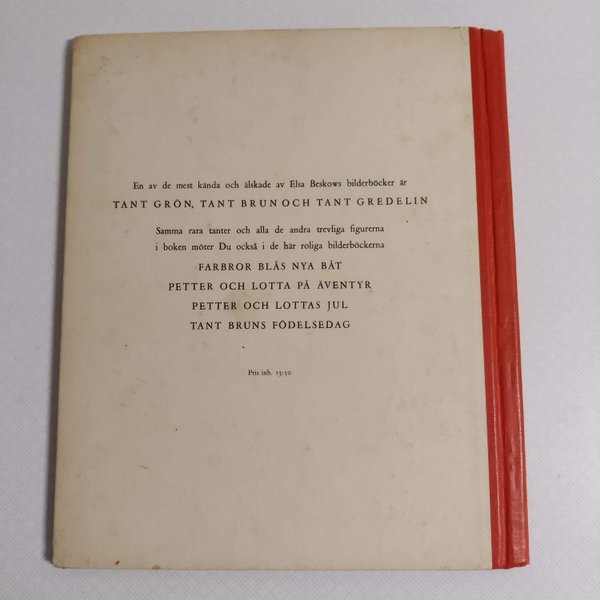 En av de mest kända och älskade av Elsa Beskows bilderböcker är
TANT GRÖN, TANT BRUN OCH TANT GREDELIN
Samma rara tanter och alla de andra trevliga figurerna
i boken möter Du också i de här roliga bilderböckerna
FARBROR BLÅS NYA BÅT
PETTER OCH LOTTA PÅ ÄVENTYR
PETTER OCH LOTTAS JUL
TANT BRUNS FÖDELSEDAG
Pris inb. 13:50